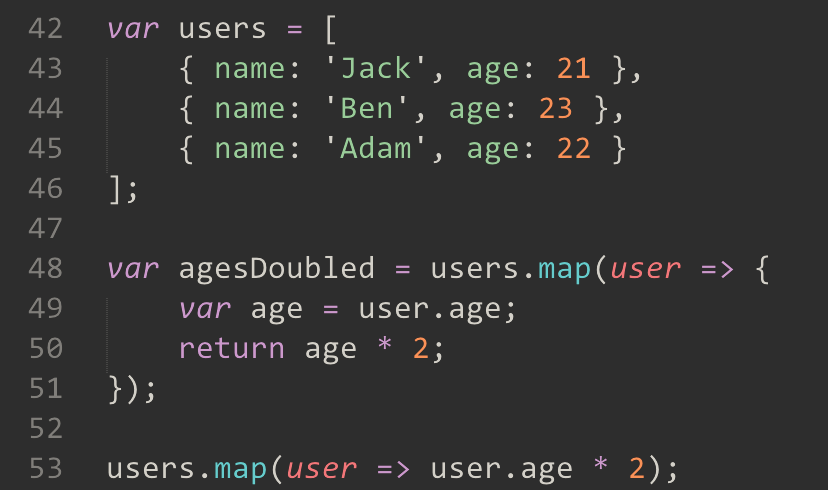 42 var users = [
43     { name: 'Jack', age: 21 },
44     { name: 'Ben', age: 23 },
45     { name: 'Adam', age: 22 }
46 ];
47
48 var agesDoubled = users.map(user => {
49     var age = user.age;
50     return age * 2;
51 });
52
53 users.map(user => user.age * 2);